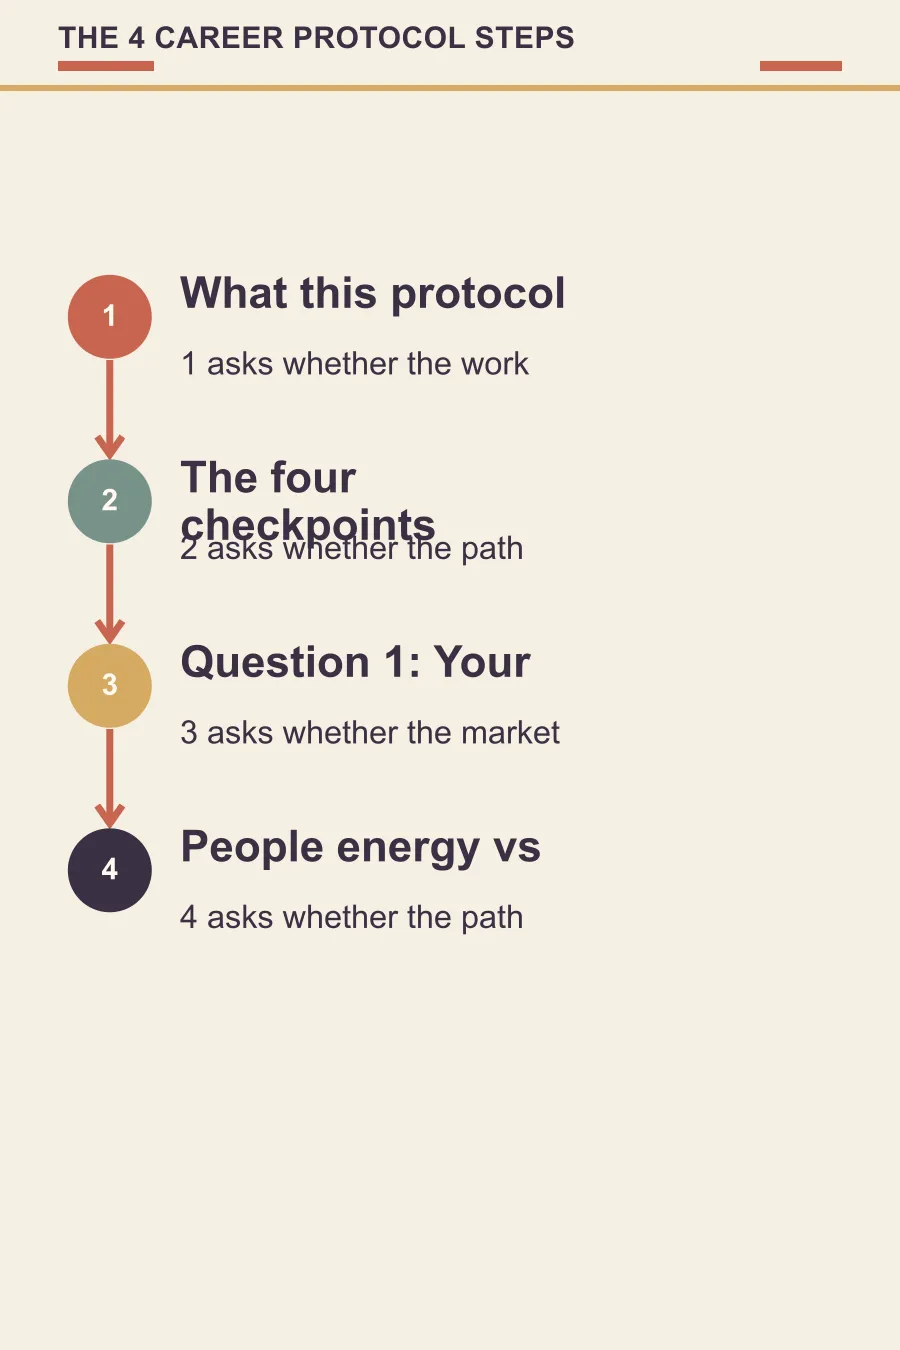 THE 4 CAREER PROTOCOL STEPS
1
What this protocol
1 asks whether the work
2
The four
checkpoints
2 asks whether the path
3
Question 1: Your
3 asks whether the market
4
People energy vs
4 asks whether the path